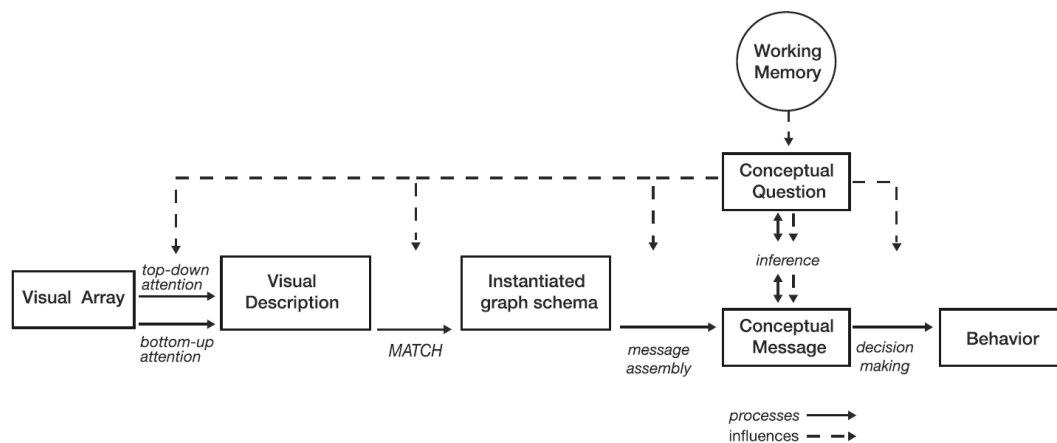 Working
Memory
Conceptual
Question
top-down
attention
Visual Array
bottom-up
attention
Visual
Description
MATCH
Instantiated
graph schema
message
assembly
inference
Conceptual
Message
decision
making
Behavior
processes
influences